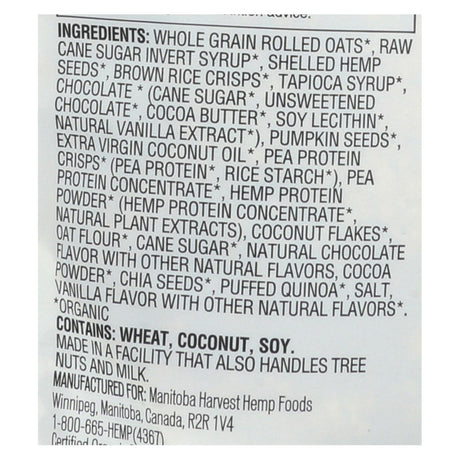 advice.
INGREDIENTS: WHOLE GRAIN ROLLED OATS*, RAW
CANE SUGAR INVERT SYRUP*, SHELLED HEMP
SEEDS*, BROWN RICE CRISPS*, TAPIOCA SYRUP*,
CHOCOLATE * (CANE SUGAR*, UNSWEETENED
CHOCOLATE*, COCOA BUTTER*, SOY LECITHIN*,
NATURAL VANILLA EXTRACT*), PUMPKIN SEEDS*,
EXTRA VIRGIN COCONUT OIL*, PEA PROTEIN
CRISPS* (PEA PROTEIN*, RICE STARCH*), PEA
PROTEIN CONCENTRATE*, HEMP PROTEIN
POWDER* (HEMP PROTEIN CONCENTRATE*,
NATURAL PLANT EXTRACTS), COCONUT FLAKES*,
OAT FLOUR*, CANE SUGAR*, NATURAL CHOCOLATE
FLAVOR WITH OTHER NATURAL FLAVORS, COCOA
POWDER*, CHIA SEEDS*, PUFFED QUINOA*, SALT,
VANILLA FLAVOR WITH OTHER NATURAL FLAVORS*.
*ORGANIC
CONTAINS: WHEAT, COCONUT, SOY.
MADE IN A FACILITY THAT ALSO HANDLES TREE
NUTS AND MILK.
MANUFACTURED FOR: Manitoba Harvest Hemp Foods
Winnipeg, Manitoba, Canada, R2R 1V4
1-800-665-HEMP(4367)
Certified